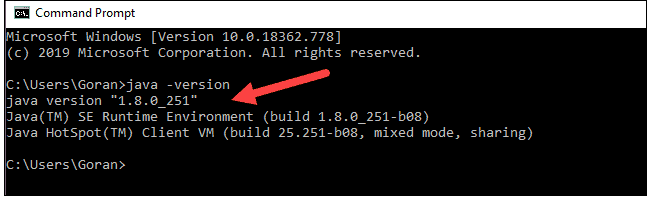 Command Prompt
Microsoft Windows [Version 10.0.18362.778]
(c) 2019 Microsoft Corporation. All rights reserved.
C:\Users\Goran>java -version
java version "1.8.0_251"
Java(TM) SE Runtime Environment (build 1.8.0_251-b08)
Java HotSpot(TM) Client VM (build 25.251-b08, mixed mode, sharing)
C:\Users\Goran>